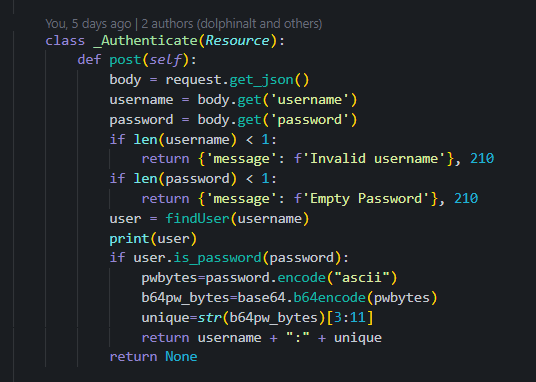 You, 5 days ago | 2 authors (dolphinalt and others)
class _Authenticate(Resource):
    def post(self):
        body = request.get_json()
        username = body.get('username')
        password = body.get('password')
        if len(username) < 1:
            return {'message': f'Invalid username'}, 210
        if len(password) < 1:
            return {'message': f'Empty Password'}, 210
        user = findUser(username)
        print(user)
        if user.is_password(password):
            pwbytes=password.encode("ascii")
            b64pw_bytes=base64.b64encode(pwbytes)
            unique=str(b64pw_bytes)[3:11]
            return username + ":" + unique
        return None